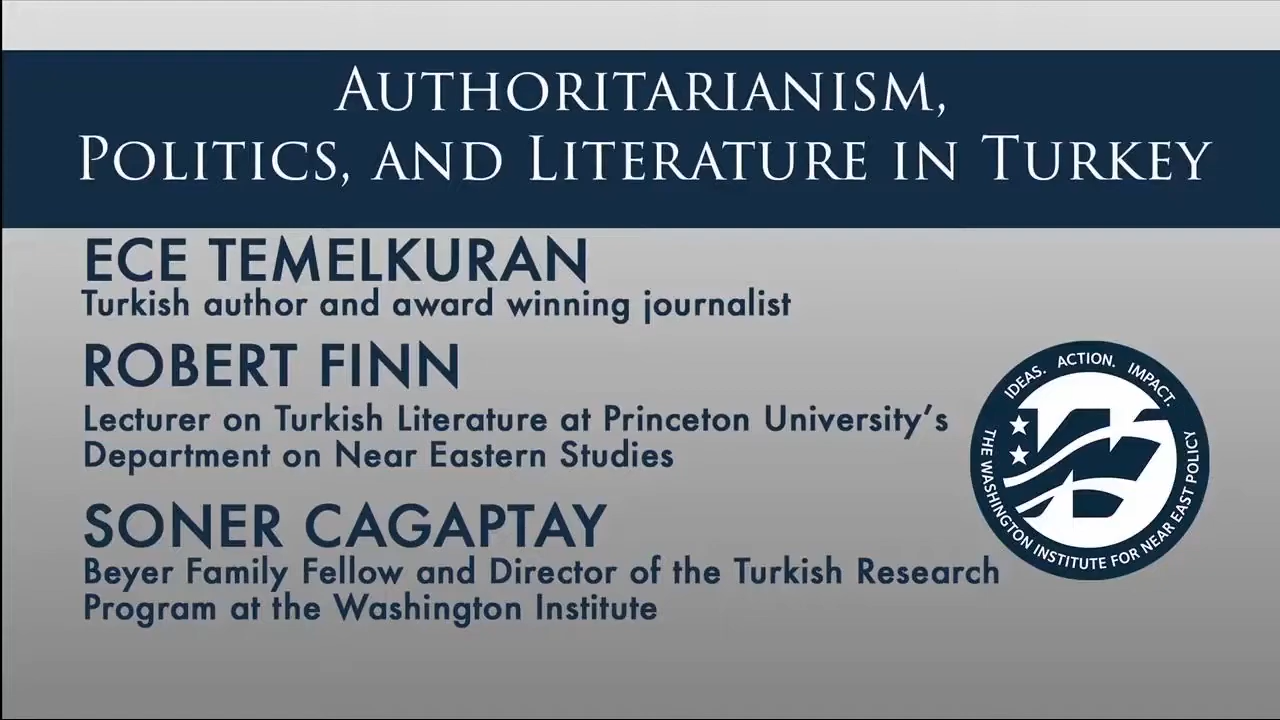 AUTHORITARIANISM,
POLITICS, AND LITERATURE IN TURKEY
ECE TEMELKURAN
Turkish author and award winning journalist
ROBERT FINN
Lecturer on Turkish Literature at Princeton University's
Department on Near Eastern Studies
SONER CAGAPTAY
Beyer Family Fellow and Director of the Turkish Research
Program at the Washington Institute
IDEAS. ACTION. IMPACT.
THE WASHINGTON INSTITUTE FOR NEAR EAST POLICY